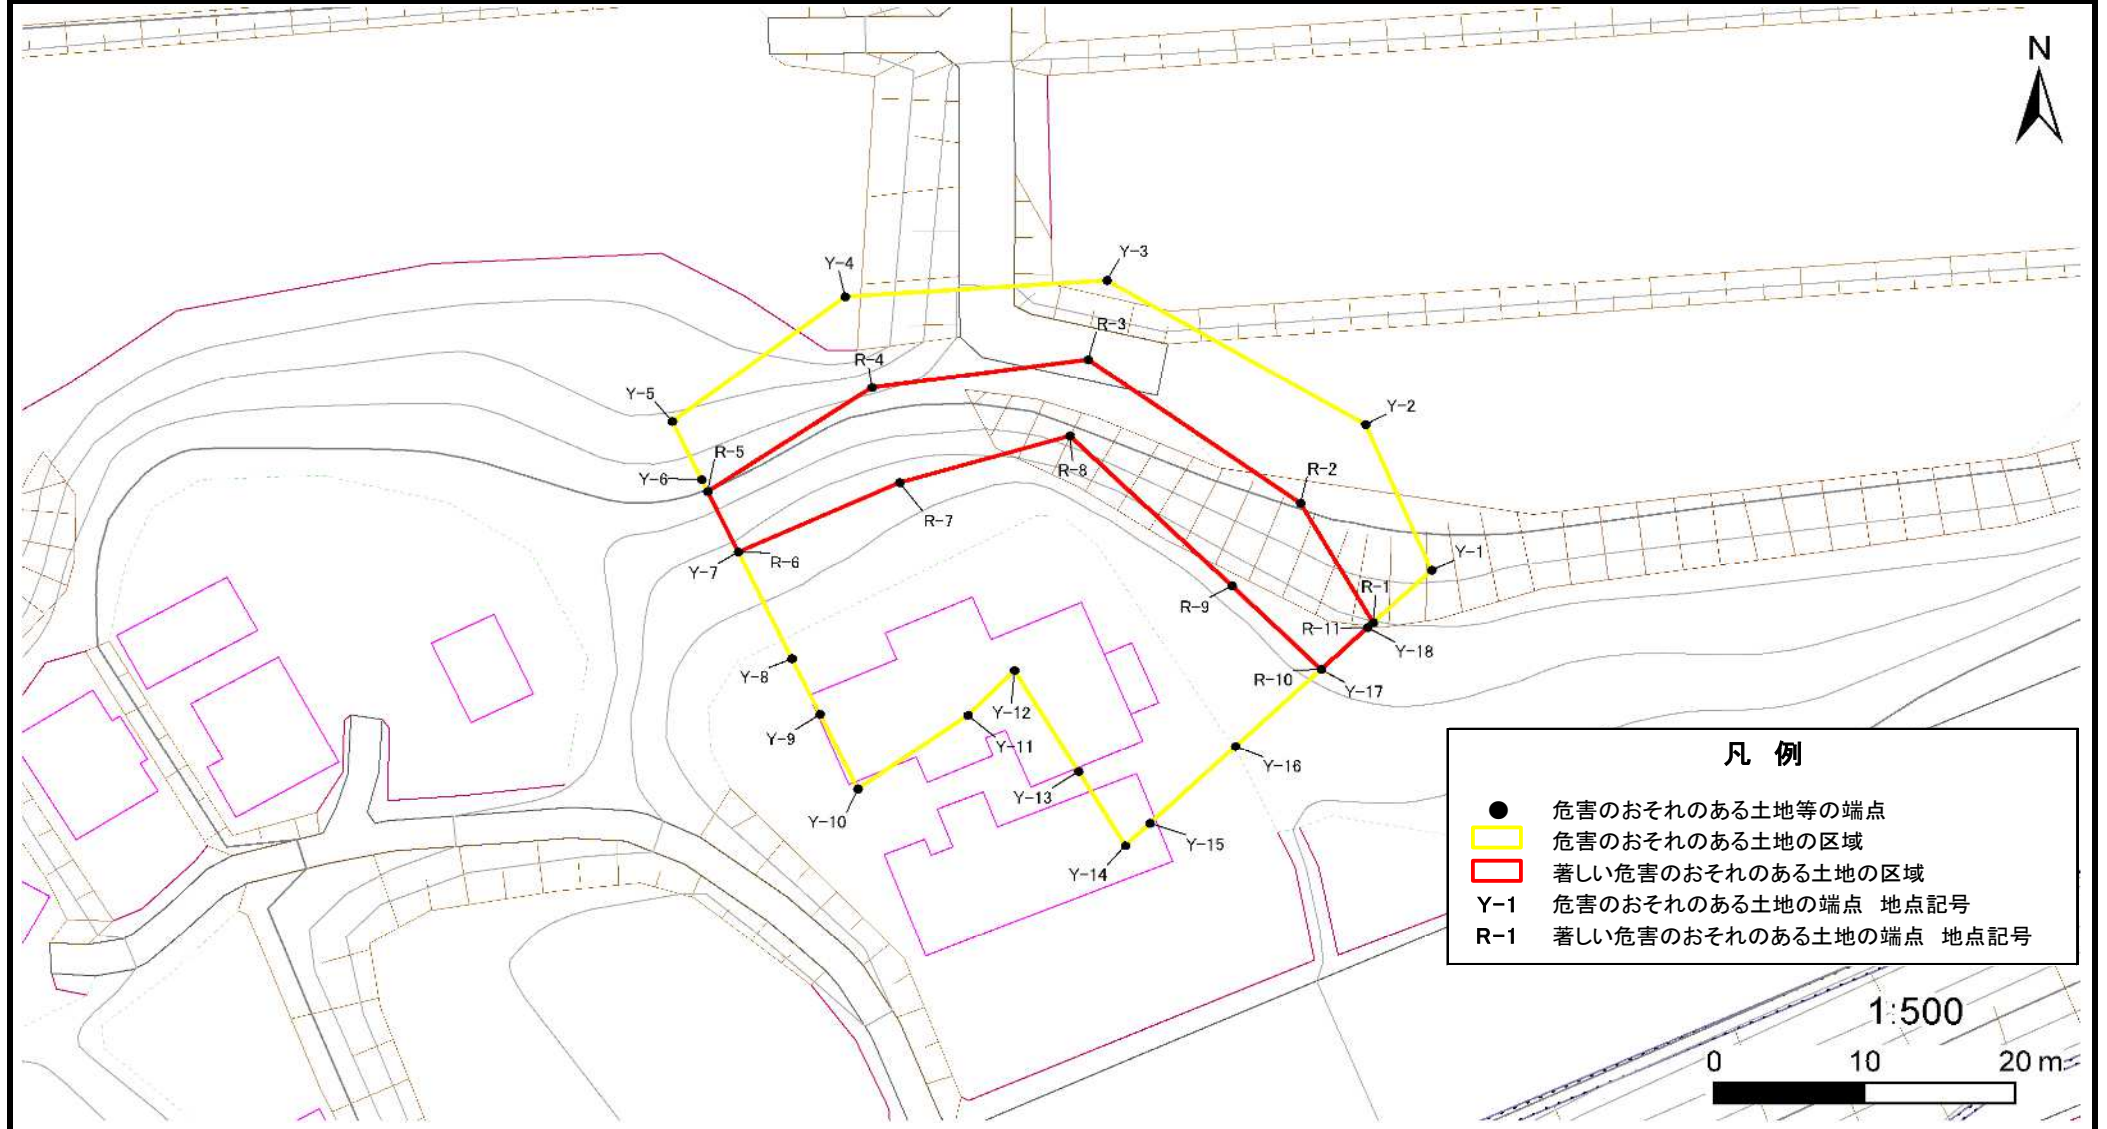 N
Y-3
Y-4
R-3
R-4
Y-5
Y-2
R-5
Y-6
R-8
R-2
R-7
Y-7
R-6
Y-1
R-1
R-9
R-11
Y-18
Y-8
R-10
Y-17
Y-12
Y-9
Y-11
Y-16
Y-13
Y-10
Y-15
Y-14
凡 例
危害のおそれのある土地等の端点
危害のおそれのある土地の区域
著しい危害のおそれのある土地の区域
Y-1 危害のおそれのある土地の端点 地点記号
R-1 著しい危害のおそれのある土地の端点 地点記号
1:500
0 10 20 m